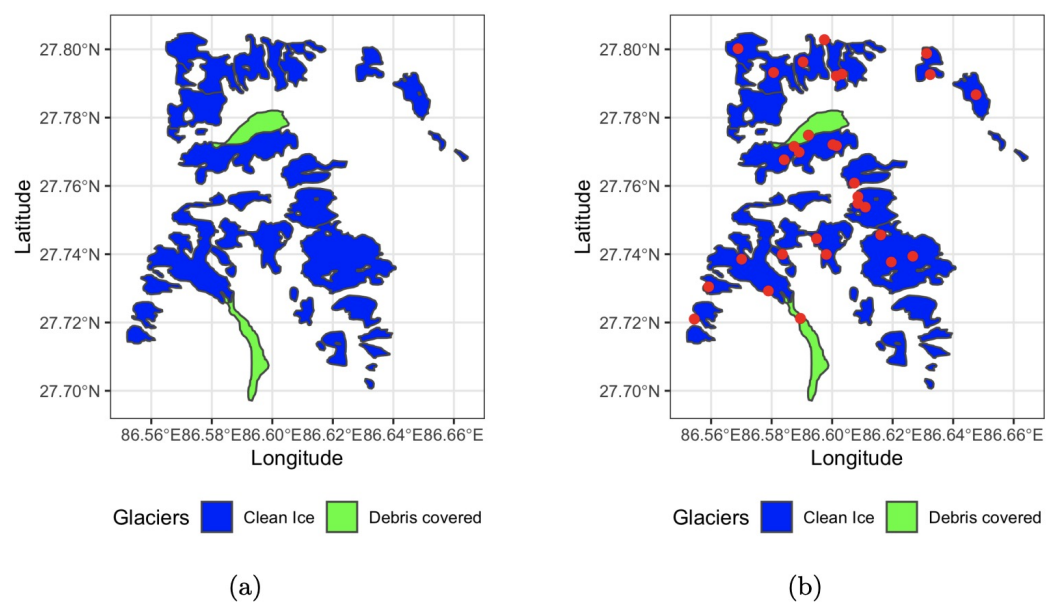 27.80°N
27.78°N
27.76°N
27.74°N
27.72°N
27.70°N
Latitude
86.56°E86.58°E86.60°E86.62°E86.64°E86.66°E
Longitude
Glaciers Clean Ice Debris covered
(a)
27.80°N
27.78°N
27.76°N
27.74°N
27.72°N
27.70°N
Latitude
86.56°E86.58°E86.60°E86.62°E86.64°E86.66°E
Longitude
Glaciers Clean Ice Debris covered
(b)